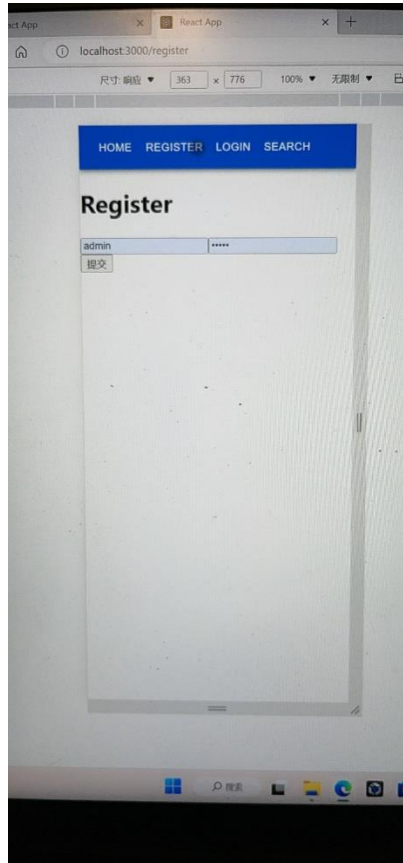 act App × React App × +
localhost:3000/register
尺寸: 响应 ▼ 363 × 776 100% ▼ 无限制 ▼
HOME REGISTER LOGIN SEARCH
Register
admin •••••
提交
搜索